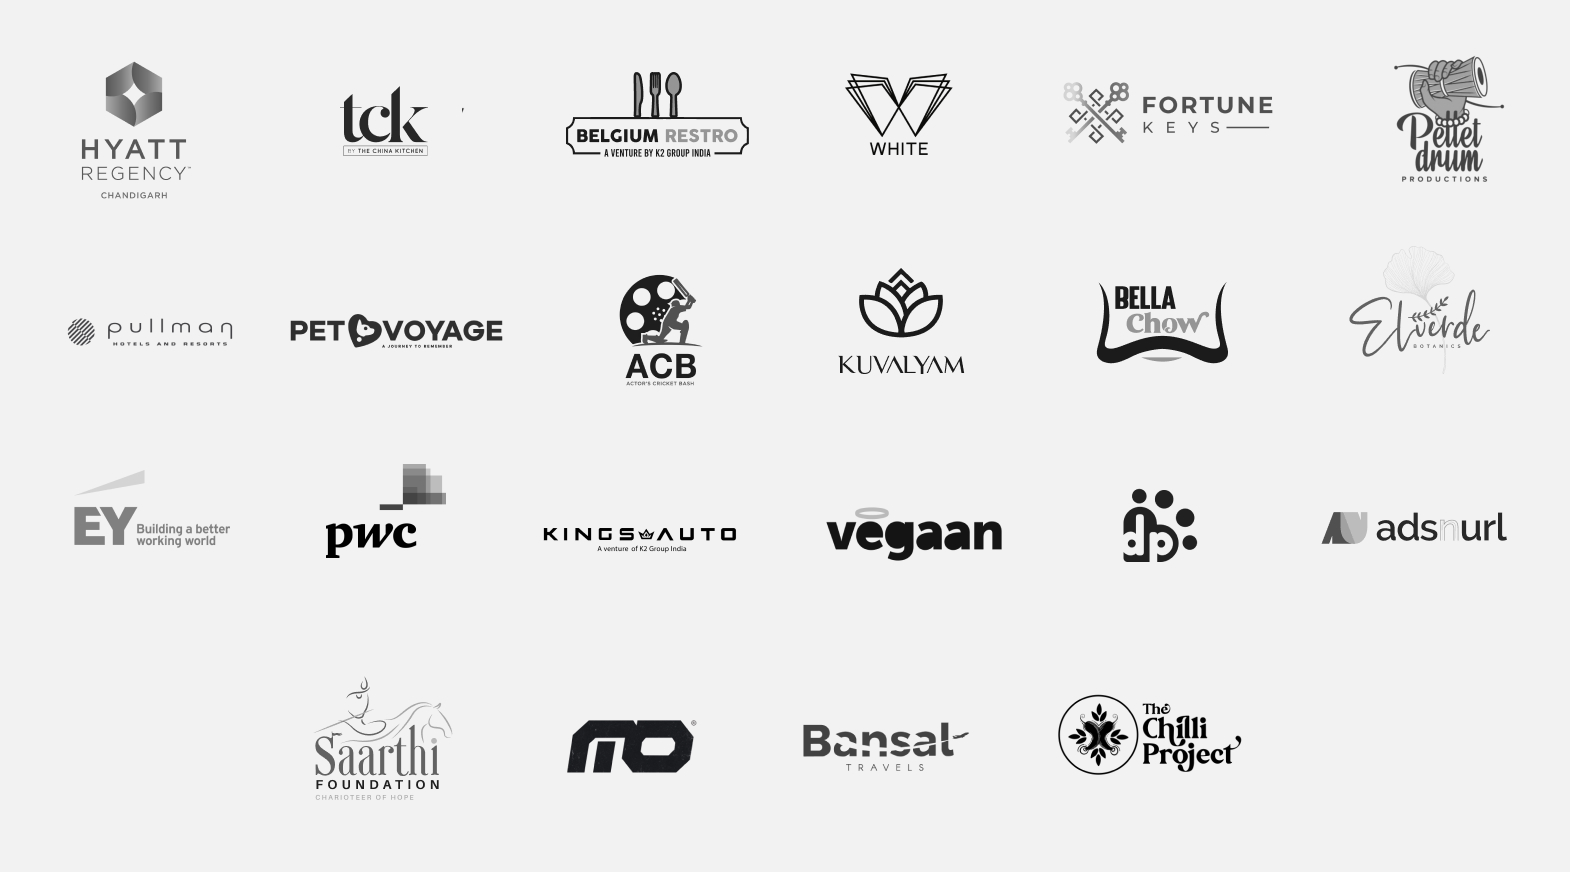 HYATT
REGENCY™
CHANDIGARH
tck
BY THE CHINA KITCHEN
BELGIUM RESTRO
A VENTURE BY K2 GROUP INDIA
WHITE
FORTUNE
KEYS
Pellet
drum
PRODUCTIONS
pullman
HOTELS AND RESORTS
PET VOYAGE
A JOURNEY TO REMEMBER
ACB
ACTOR'S CRICKET BASH
KUVALYAM
BELLA
Chow
Elverde
BOTANICS
EY
Building a better
working world
pwc
KINGS AUTO
A venture of K2 Group India
vegaan
adsnurl
Saarthi
FOUNDATION
CHARIOTEER OF HOPE
®
Bansal
TRAVELS
The
Chilli
Project